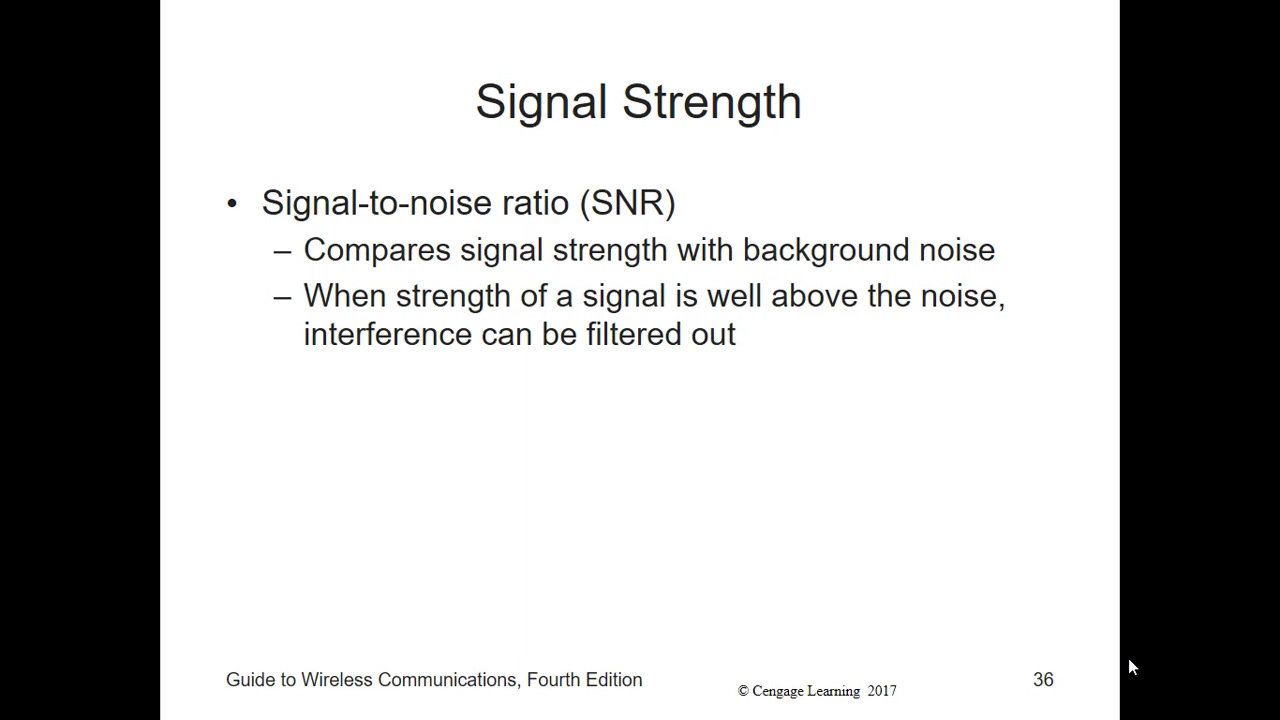 Signal Strength
• Signal-to-noise ratio (SNR)
– Compares signal strength with background noise
– When strength of a signal is well above the noise,
interference can be filtered out
Guide to Wireless Communications, Fourth Edition
© Cengage Learning 2017
36